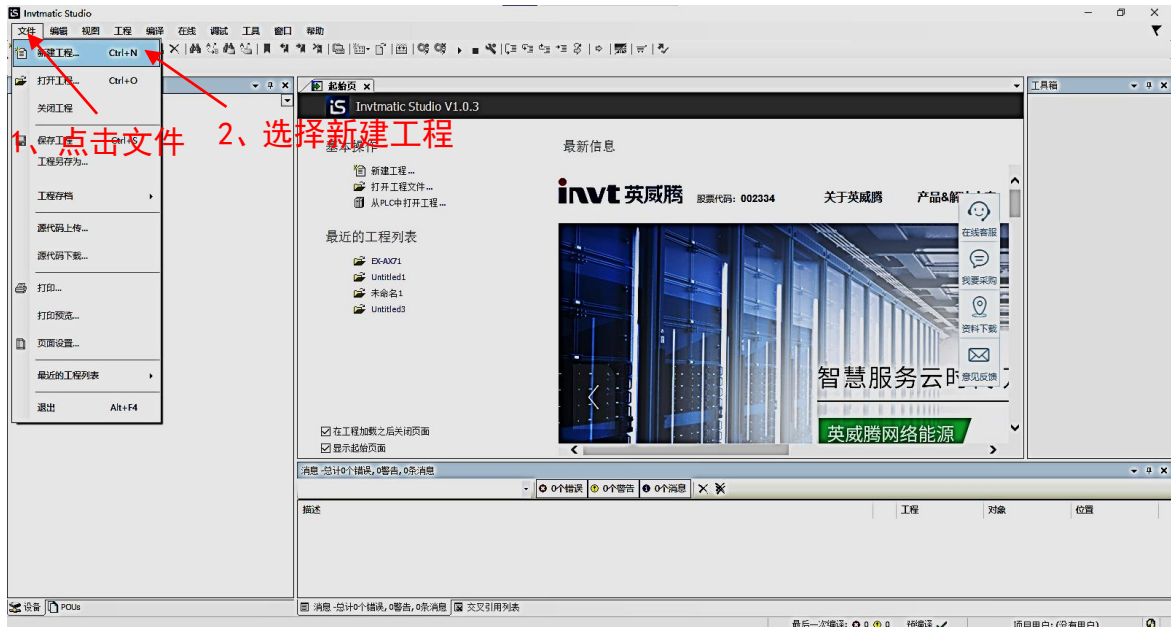 Invtmatic Studio
文件 编辑 视图 工程 编译 在线 调试 工具 窗口 帮助
新建工程... Ctrl+N
打开工程... Ctrl+O
关闭工程
保存工程 Ctrl+S
工程另存为...
工程存档
源代码上传...
源代码下载...
打印...
打印预览...
页面设置...
最近的工程列表
退出 Alt+F4
1、点击文件
2、选择新建工程
起始页
iS Invtmatic Studio V1.0.3
基本操作
新建工程...
打开工程文件...
从PLC中打开工程...
最近的工程列表
EX-AX71
Untitled1
未命名1
Untitled3
在工程加载之后关闭页面
显示起始页面
最新信息
invt 英威腾 股票代码: 002334 关于英威腾 产品&解
在线客服
我要采购
资料下载
意见反馈
智慧服务云时
英威腾网络能源
工具箱
消息 -总计0个错误, 0警告, 0条消息
0个错误 0个警告 0个消息
描述 工程 对象 位置
设备 POUs
消息 -总计0个错误, 0警告, 0条消息 交叉引用列表
最后一次编译: 0 0 预编译 项目用户: (没有用户)